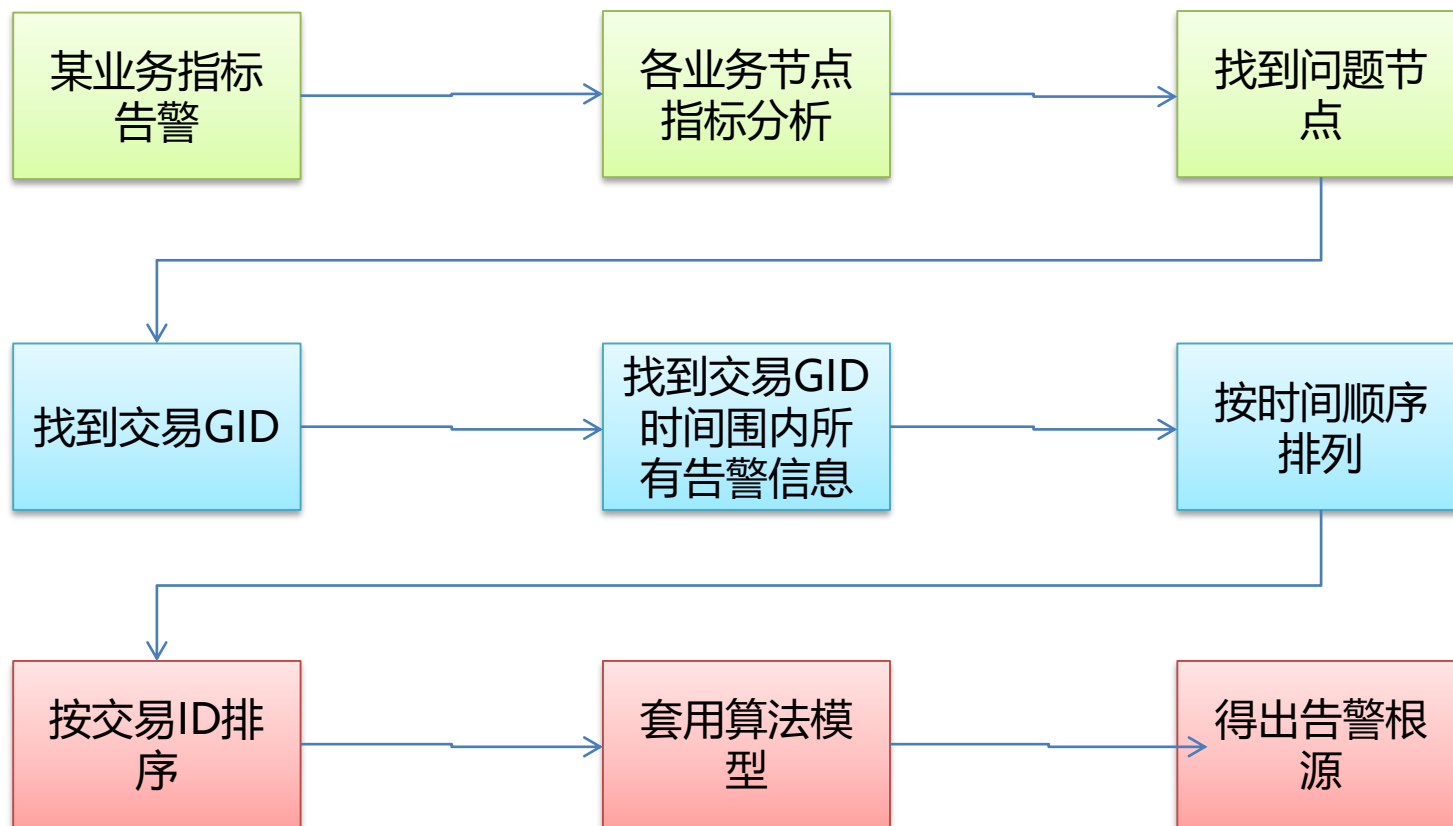 某业务指标
告警
各业务节点
指标分析
找到问题节
点
找到交易GID
找到交易GID
时间围内所
有告警信息
按时间顺序
排列
按交易ID排
序
套用算法模
型
得出告警根
源